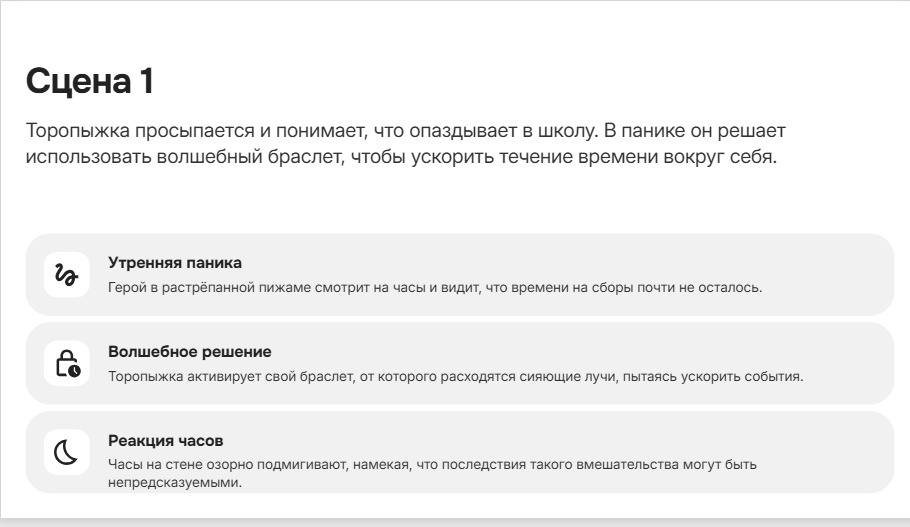 Сцена 1
Торопыжка просыпается и понимает, что опаздывает в школу. В панике он решает
использовать волшебный браслет, чтобы ускорить течение времени вокруг себя.
Утренняя паника
Герой в растрёпанной пижаме смотрит на часы и видит, что времени на сборы почти не осталось.
Волшебное решение
Торопыжка активирует свой браслет, от которого расходятся сияющие лучи, пытаясь ускорить события.
Реакция часов
Часы на стене озорно подмигивают, намекая, что последствия такого вмешательства могут быть
непредсказуемыми.